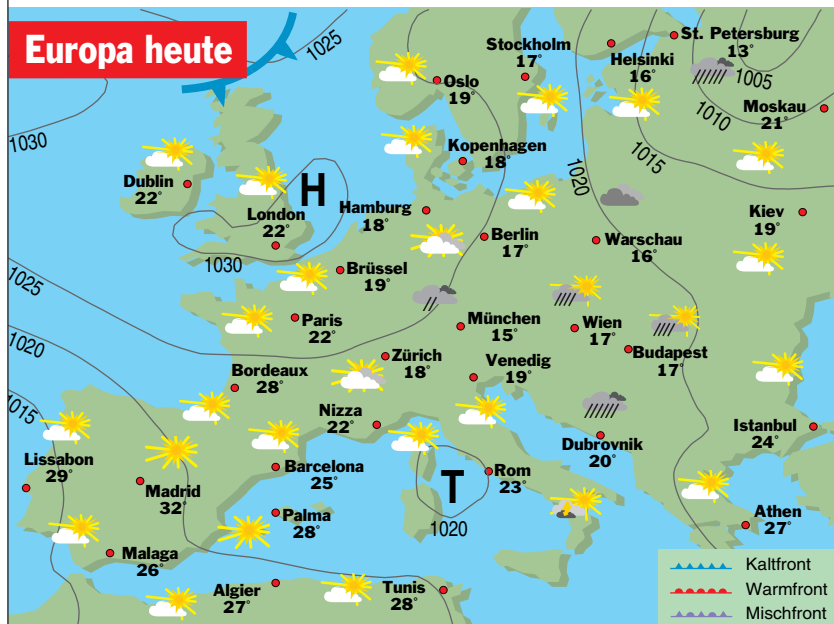 Europa heute
1025
St. Petersburg
13°
Stockholm
17°
Helsinki
16°
1005
Oslo
19°
1010
Moskau
21°
1030
1015
Kopenhagen
18°
1020
Dublin
22°
H
Hamburg
18°
Kiev
19°
London
22°
Berlin
17°
Warschau
16°
1030
Brüssel
19°
1025
Paris
22°
München
15°
Wien
17°
Budapest
17°
1020
Zürich
18°
Venedig
19°
Bordeaux
28°
1015
Nizza
22°
Istanbul
24°
Dubrovnik
20°
Lissabon
29°
Barcelona
25°
Rom
23°
T
Madrid
32°
Palma
28°
1020
Athen
27°
Malaga
26°
Kaltfront
Algier
27°
Tunis
28°
Warmfront
Mischfront